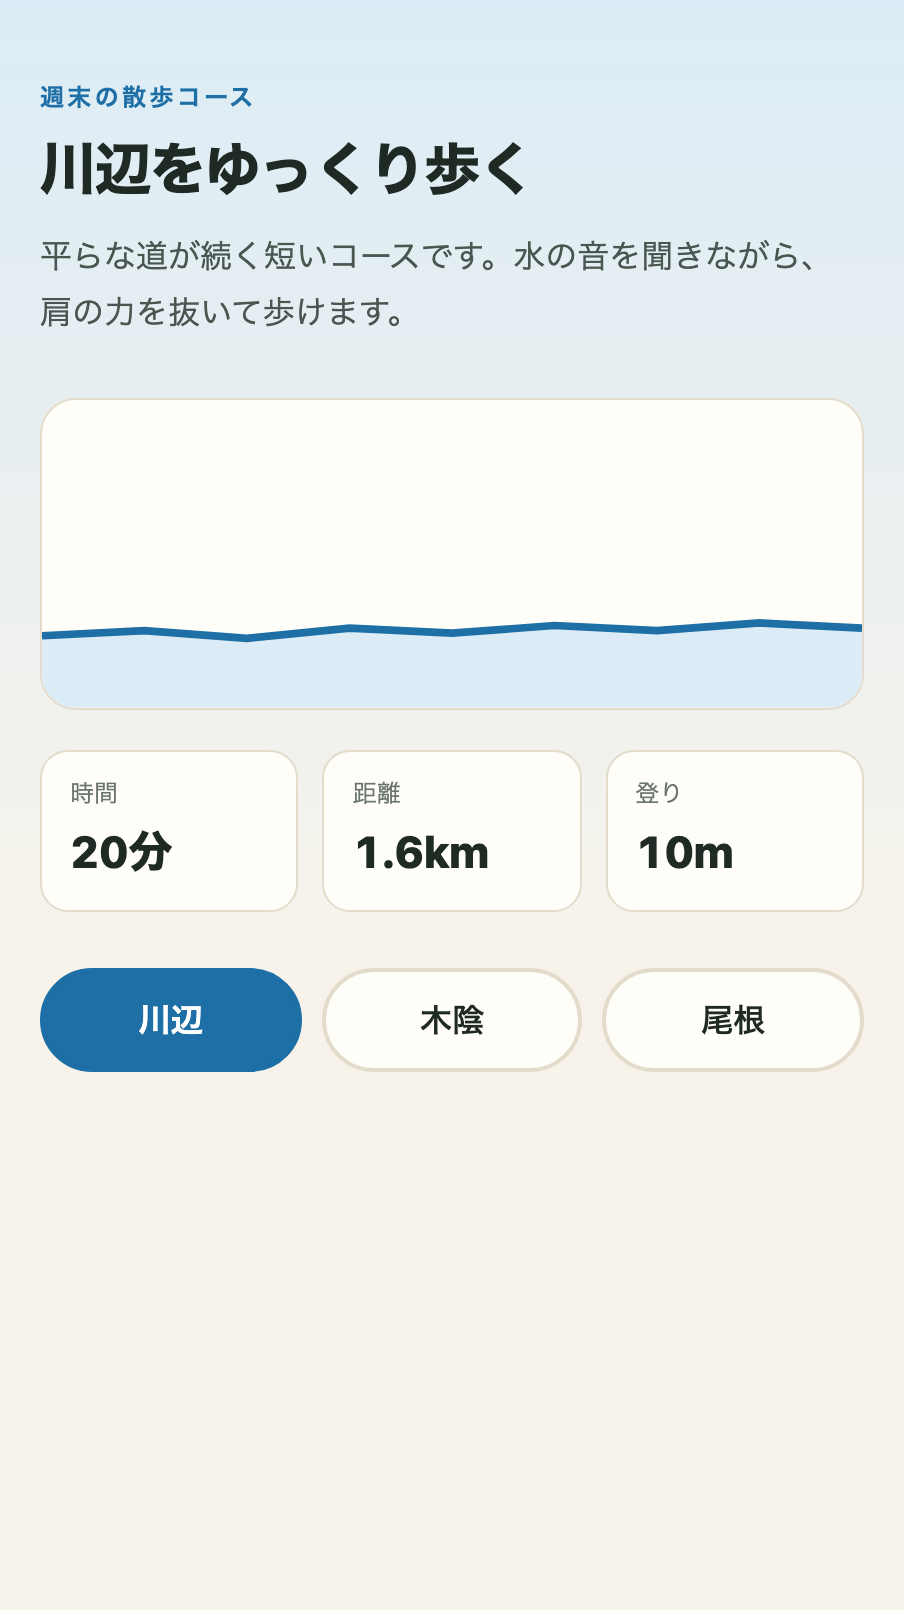 週末の散歩コース
川辺をゆっくり歩く
平らな道が続く短いコースです。水の音を聞きながら、
肩の力を抜いて歩けます。
時間
20分
距離
1.6km
登り
10m
川辺
木陰
尾根